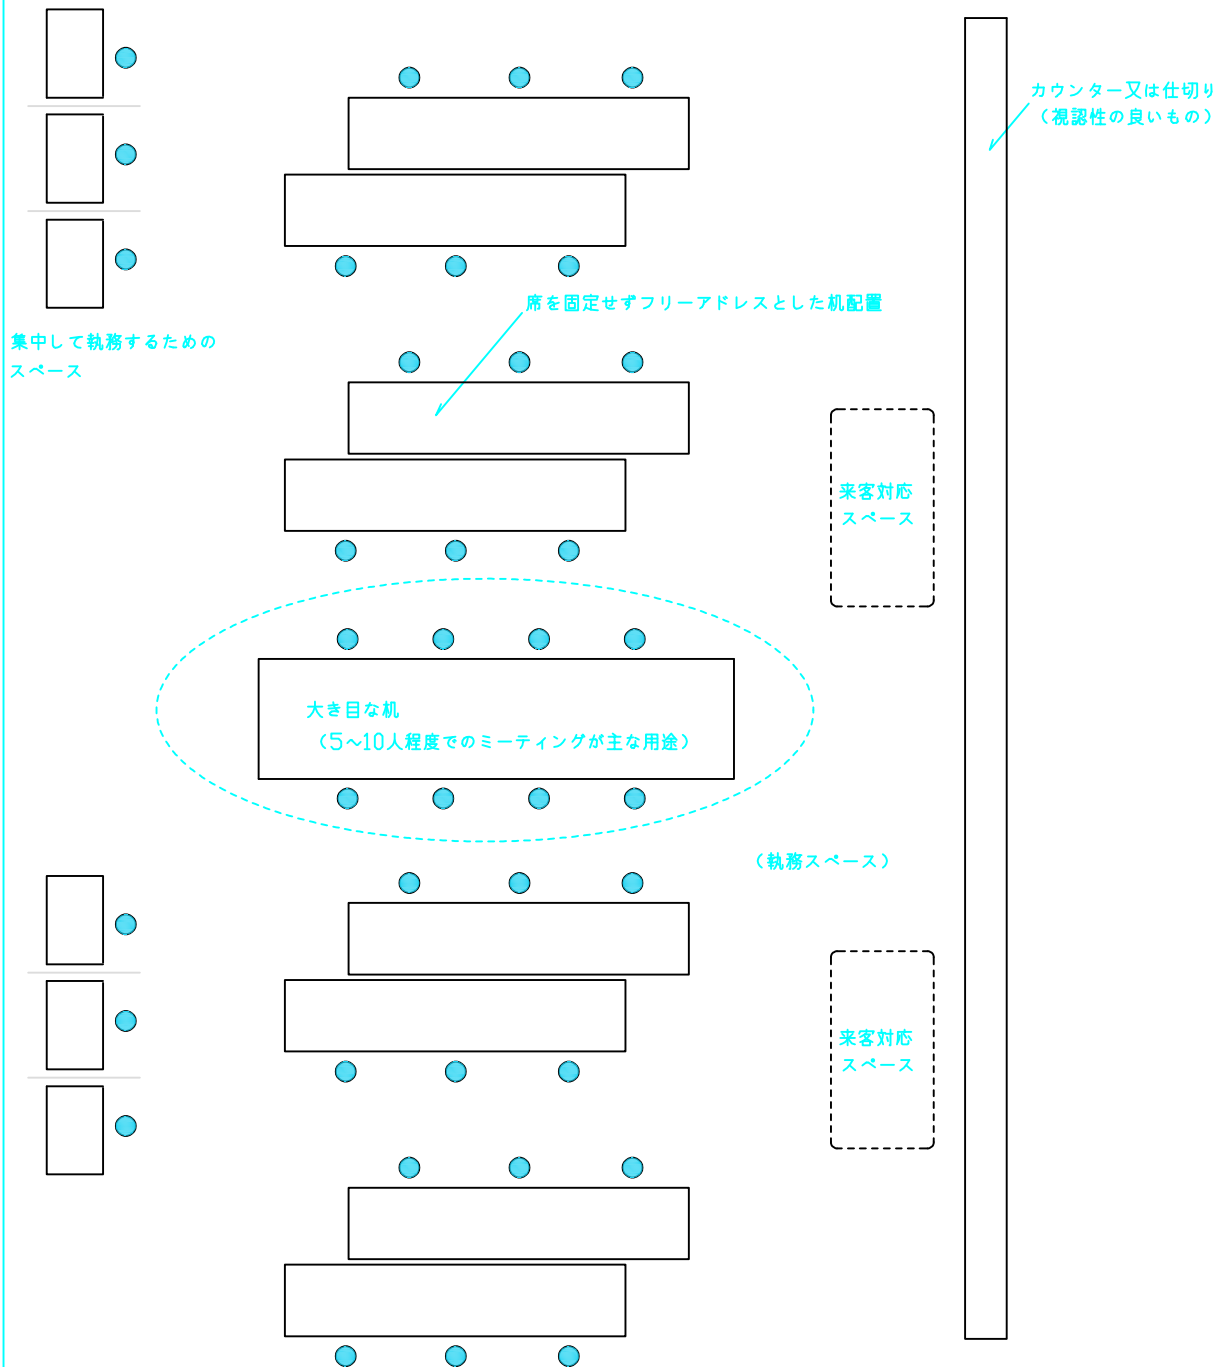 カウンター又は仕切り
（視認性の良いもの）
席を固定せずフリーアドレスとした机配置
集中して執務するための
スペース
来客対応
スペース
大き目な机
（5～10人程度でのミーティングが主な用途）
（執務スペース）
来客対応
スペース